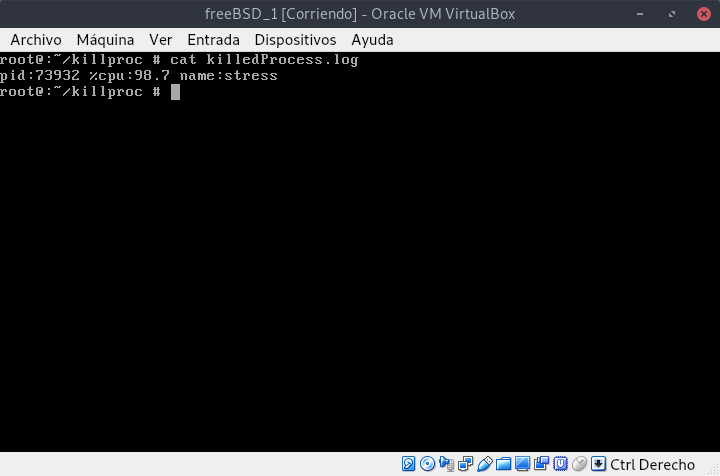 freeBSD_1 [Corriendo] - Oracle VM VirtualBox
Archivo Máquina Ver Entrada Dispositivos Ayuda
root@:~/killproc # cat killedProcess.log
pid:73932 %cpu:98.7 name:stress
root@:~/killproc #
Ctrl Derecho